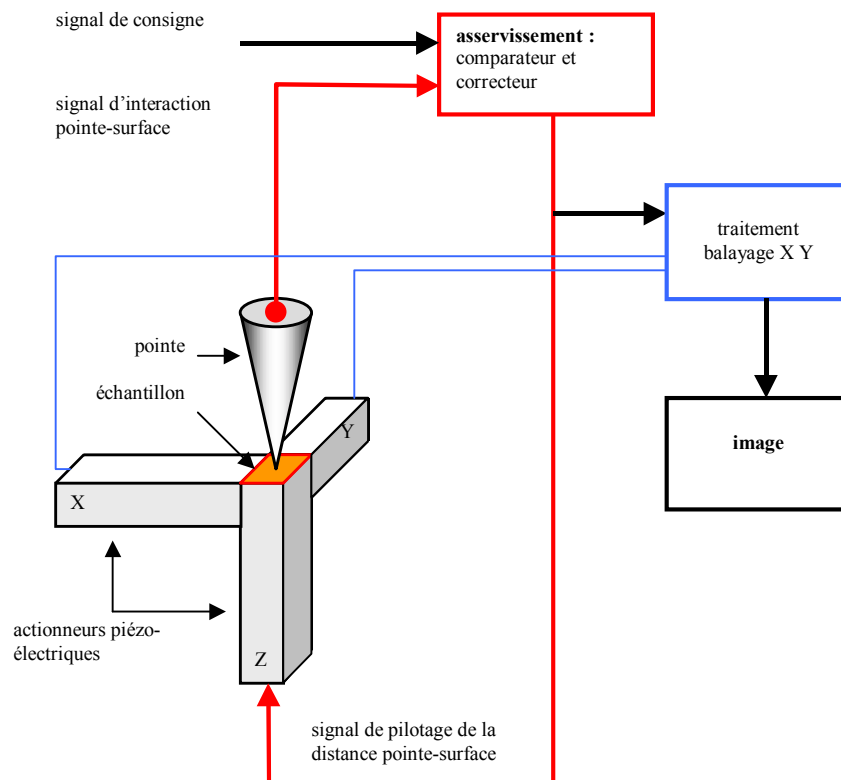 signal de consigne
asservissement :
comparateur et
correcteur
signal d'interaction
pointe-surface
traitement
balayage X Y
pointe
échantillon
Y
image
X
actionneurs piézo-
électriques
Z
signal de pilotage de la
distance pointe-surface